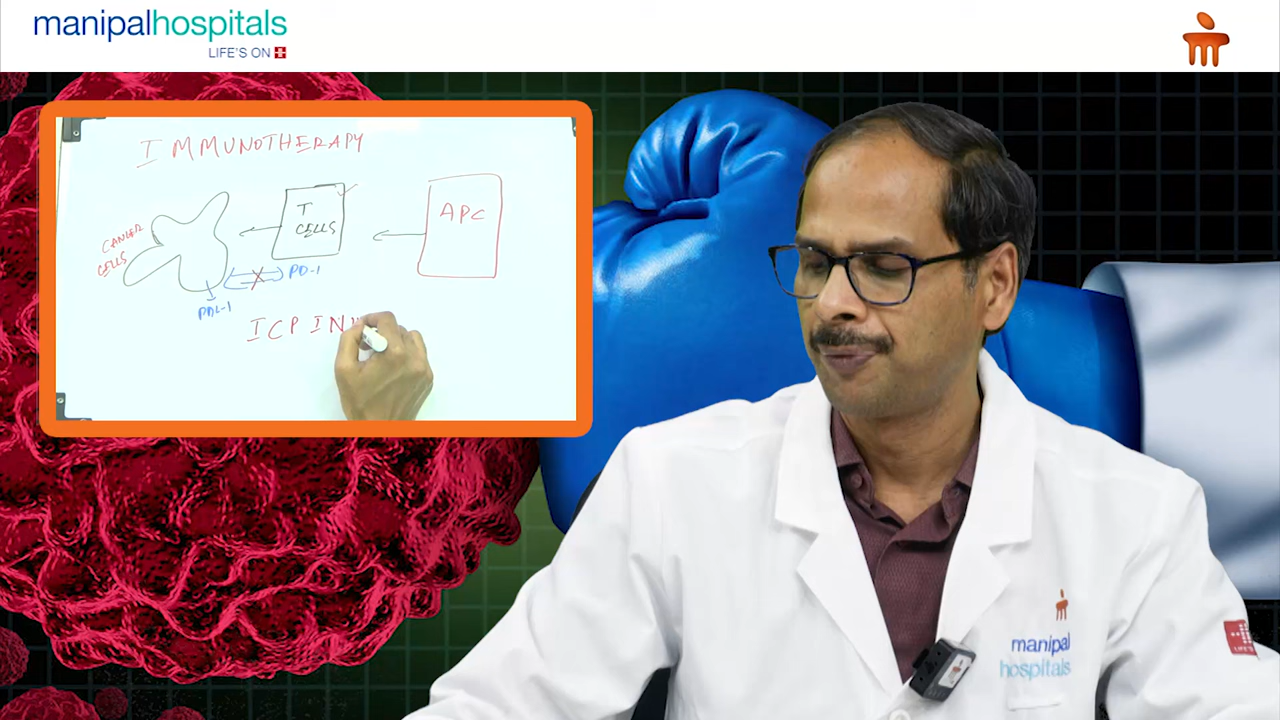 manipalhospitals
LIFE'S ON
IMMUNOTHERAPY
CANCER
CELLS
T
CELLS
APC
PD-1
PDL-1
ICP IN
manipal
hospitals